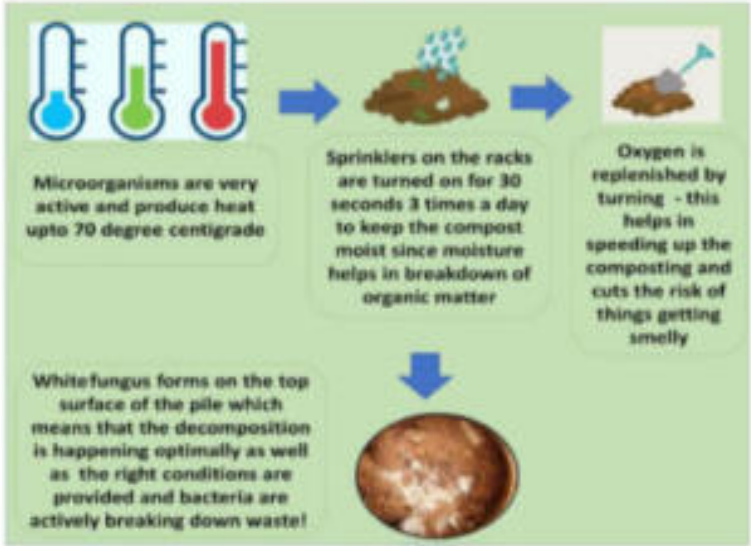 Microorganisms are very
active and produce heat
upto 70 degree centigrade
Sprinklers on the racks
are turned on for 30
seconds 3 times a day
to keep the compost
moist since moisture
helps in breakdown of
organic matter
Oxygen is
replenished by
turning - this
helps in
speeding up the
composting and
cuts the risk of
things getting
smelly
White fungus forms on the top
surface of the pile which
means that the decomposition
is happening optimally as well
as the right conditions are
provided and bacteria are
actively breaking down waste!